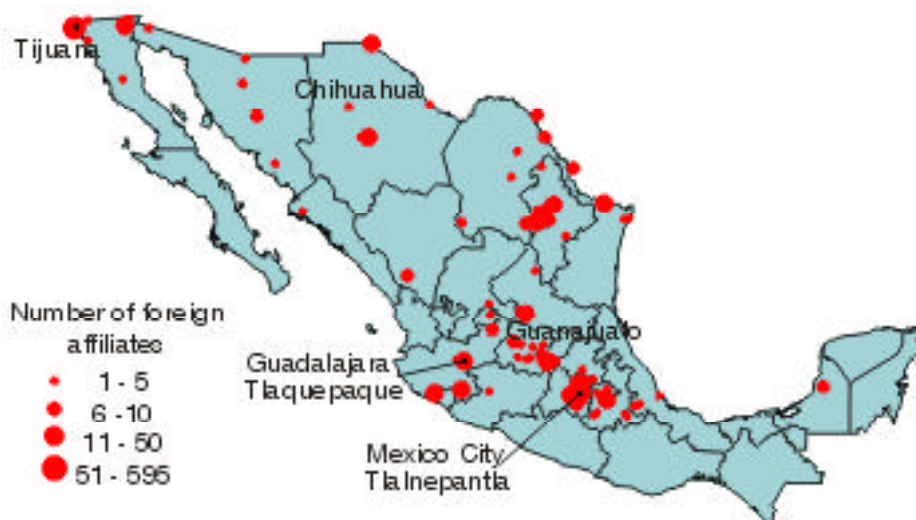 Tijuana
Chihuahua
Number of foreign
affiliates
1 - 5
6 - 10
11 - 50
51 - 595
Guanajuato
Guadalajara
Tlaquepaque
Mexico City
Tlalnepantla